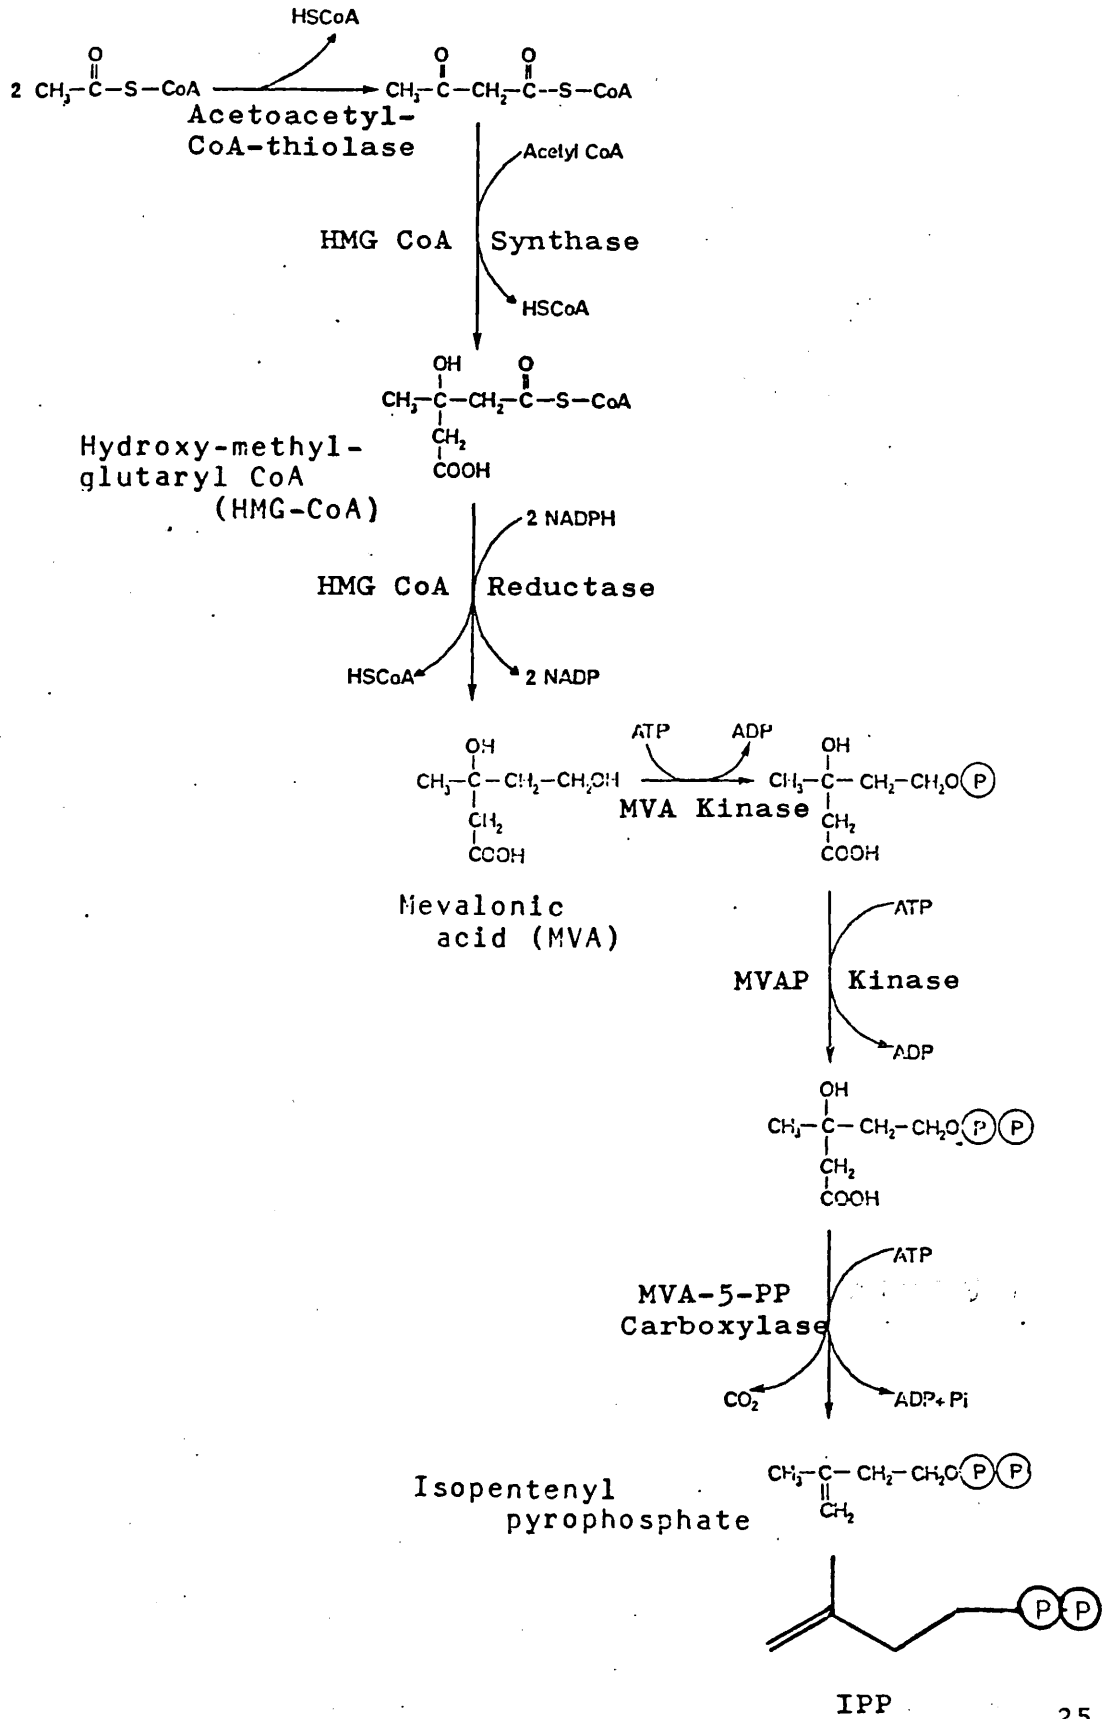 HSCoA
O O O
2 CH₃-C-S-CoA CH₃-C-CH₂-C-S-CoA
Acetoacetyl-
CoA-thiolase
Acetyl CoA
HMG CoA Synthase
HSCoA
OH O
CH₃-C-CH₂-C-S-CoA
CH₂
COOH
Hydroxy-methyl-
glutaryl CoA
(HMG-CoA)
2 NADPH
HMG CoA Reductase
HSCoA 2 NADP
OH ATP ADP OH
CH₃-C-CH₂-CH₂OH CH₃-C-CH₂-CH₂O P
MVA Kinase
CH₂ CH₂
COOH COOH
Mevalonic
acid (MVA)
ATP
MVAP Kinase
ADP
OH
CH₃-C-CH₂-CH₂O P P
CH₂
COOH
ATP
MVA-5-PP
Carboxylase
CO₂ ADP+Pi
Isopentenyl
pyrophosphate
CH₃-C-CH₂-CH₂O P P
CH₂
P P
IPP
25